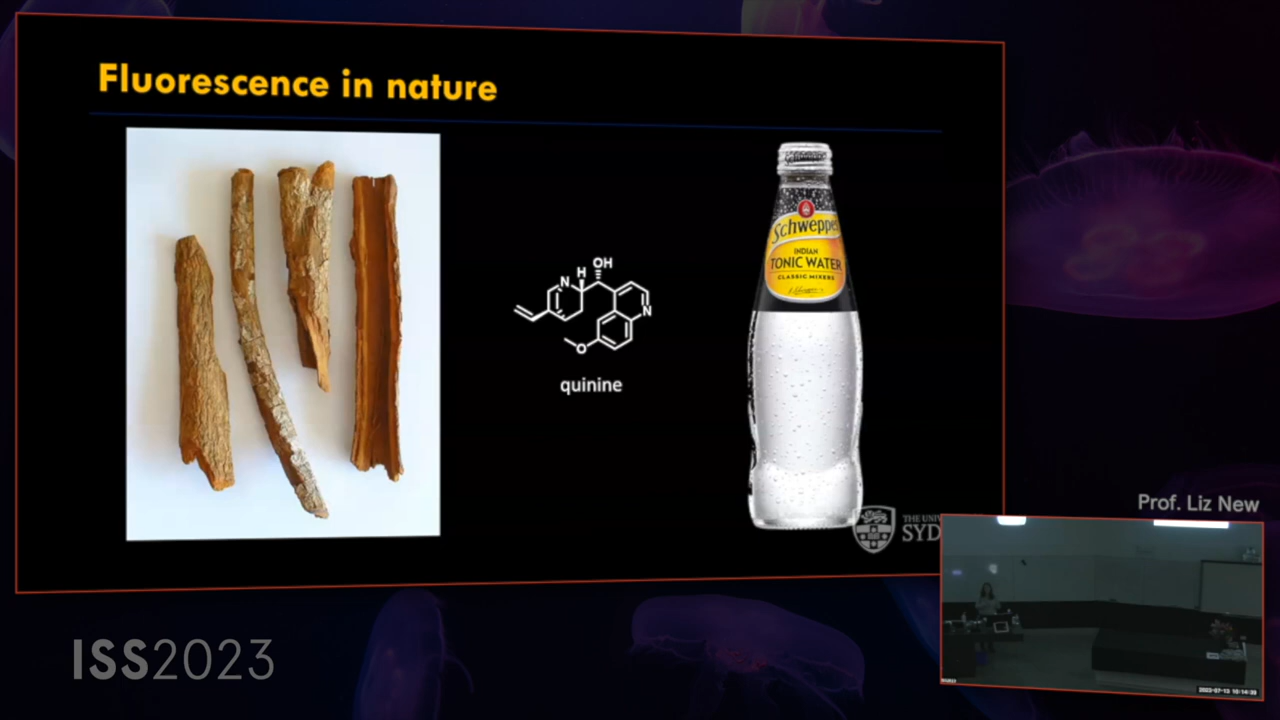 Fluorescence in nature
OH
H
N
N
O
quinine
Schweppes
INDIAN
TONIC WATER
CLASSIC MIXERS
THE UNIV
SYD
Prof. Liz New
ISS2023